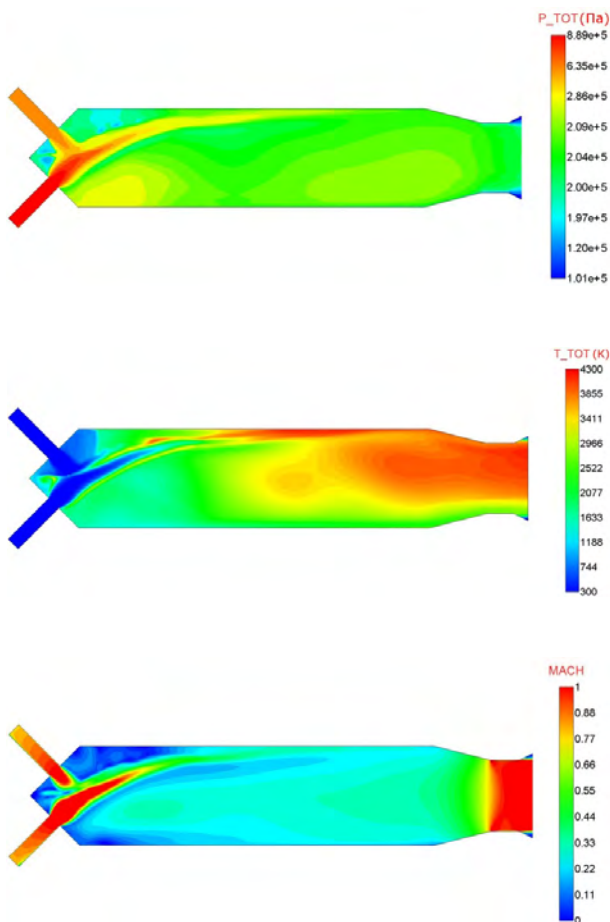 P_TOT(Па)
8.89e+5
6.35e+5
2.86e+5
2.09e+5
2.04e+5
2.00e+5
1.97e+5
1.20e+5
1.01e+5
T_TOT(К)
4300
3855
3411
2966
2522
2077
1633
1188
744
300
MACH
1
0.88
0.77
0.66
0.55
0.44
0.33
0.22
0.11
0